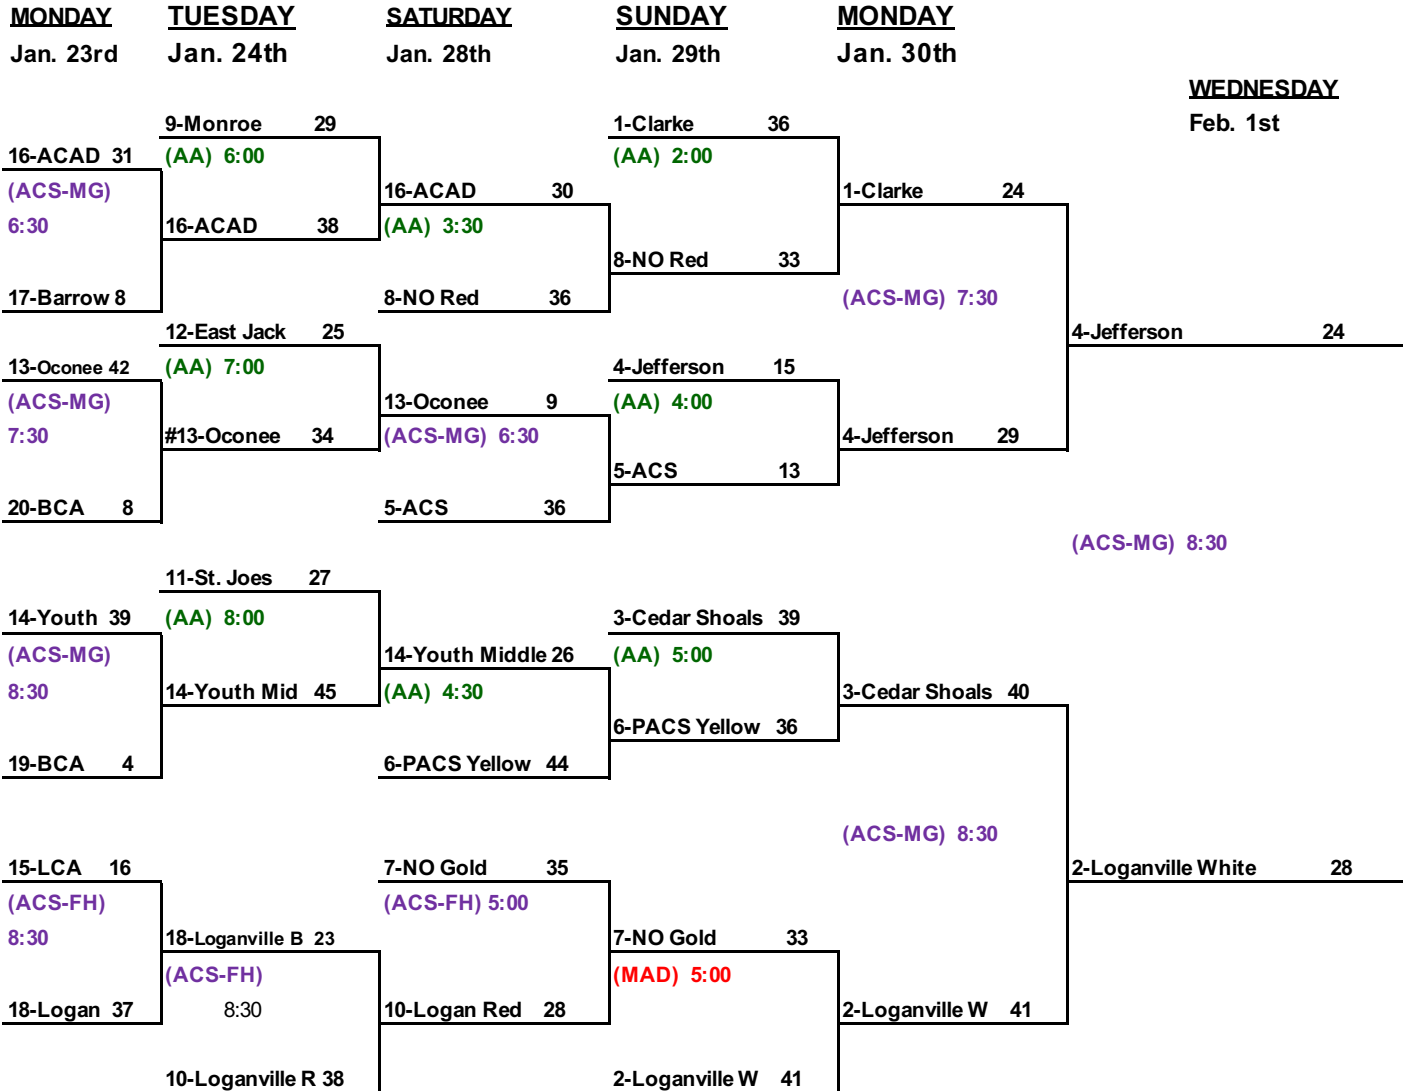 MONDAY TUESDAY SATURDAY SUNDAY MONDAY
Jan. 23rd Jan. 24th Jan. 28th Jan. 29th Jan. 30th
WEDNESDAY
9-Monroe 29 1-Clarke 36 Feb. 1st
16-ACAD 31 (AA) 6:00 (AA) 2:00
(ACS-MG) 16-ACAD 30 1-Clarke 24
6:30 16-ACAD 38 (AA) 3:30
8-NO Red 33
17-Barrow 8 8-NO Red 36 (ACS-MG) 7:30
12-East Jack 25 4-Jefferson 24
13-Oconee 42 (AA) 7:00 4-Jefferson 15
(ACS-MG) 13-Oconee 9 (AA) 4:00
7:30 #13-Oconee 34 (ACS-MG) 6:30 4-Jefferson 29
5-ACS 13
20-BCA 8 5-ACS 36
(ACS-MG) 8:30
11-St. Joes 27
14-Youth 39 (AA) 8:00 3-Cedar Shoals 39
(ACS-MG) 14-Youth Middle 26 (AA) 5:00
8:30 14-Youth Mid 45 (AA) 4:30 3-Cedar Shoals 40
6-PACS Yellow 36
19-BCA 4 6-PACS Yellow 44
(ACS-MG) 8:30
15-LCA 16 7-NO Gold 35 2-Loganville White 28
(ACS-FH) (ACS-FH) 5:00
8:30 18-Loganville B 23 7-NO Gold 33
(ACS-FH) (MAD) 5:00
18-Logan 37 8:30 10-Logan Red 28 2-Loganville W 41
10-Loganville R 38 2-Loganville W 41